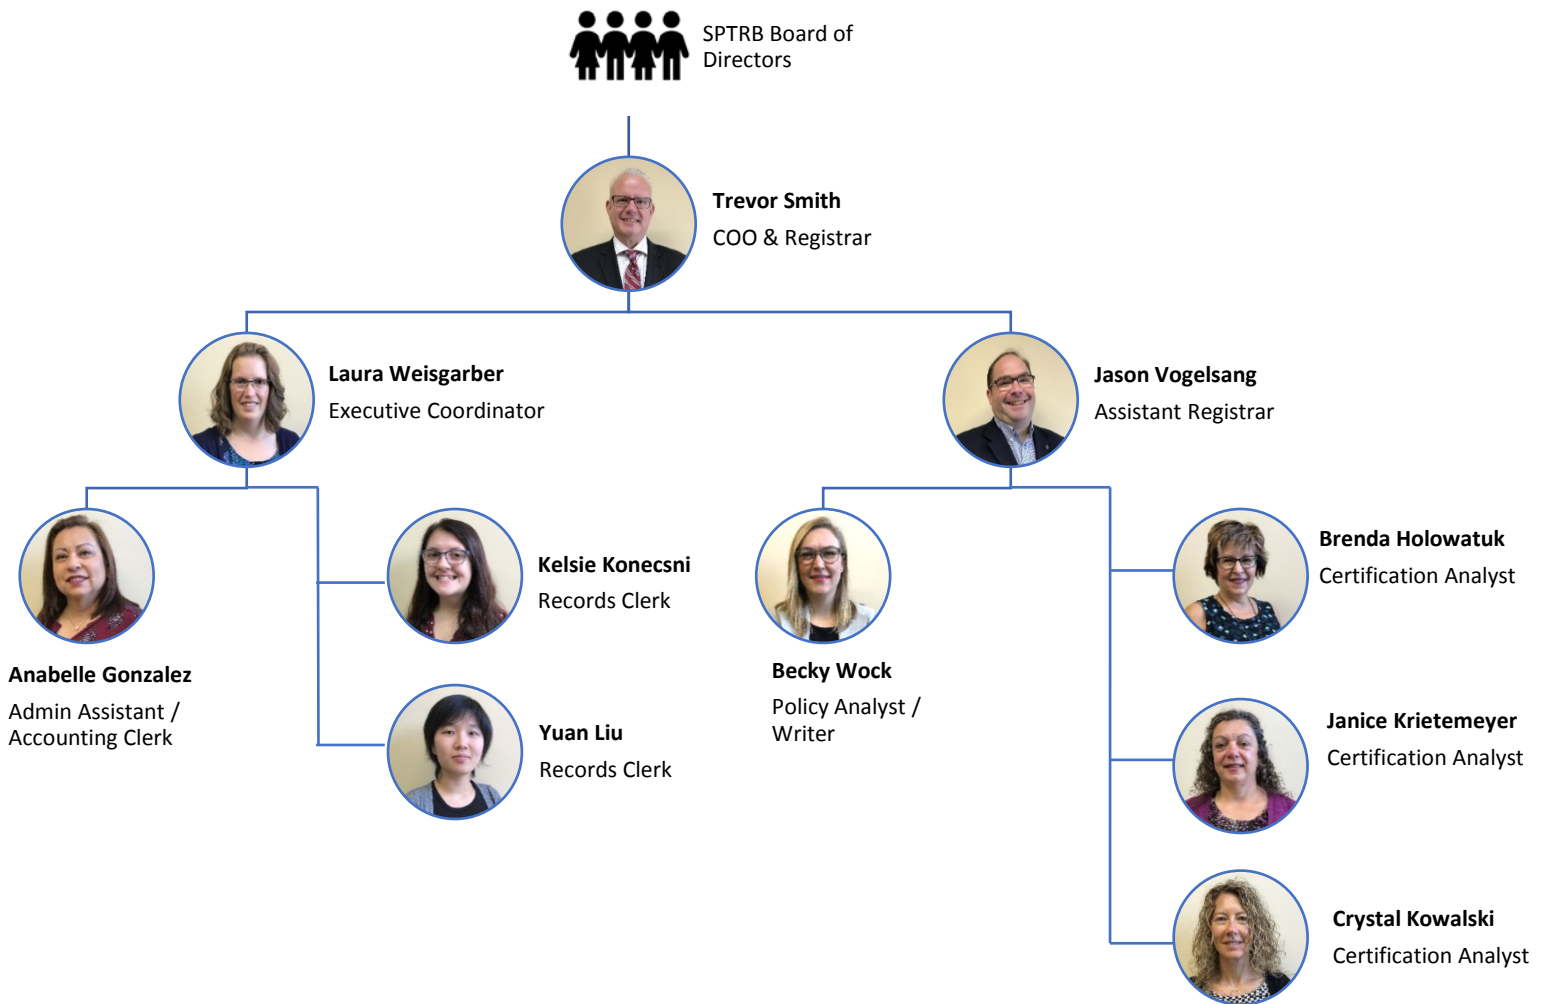 SPTRB Board of
Directors
Trevor Smith
COO & Registrar
Laura Weisgarber
Executive Coordinator
Jason Vogelsang
Assistant Registrar
Anabelle Gonzalez
Admin Assistant /
Accounting Clerk
Kelsie Konecsni
Records Clerk
Yuan Liu
Records Clerk
Becky Wock
Policy Analyst /
Writer
Brenda Holowatuk
Certification Analyst
Janice Krietemeyer
Certification Analyst
Crystal Kowalski
Certification Analyst